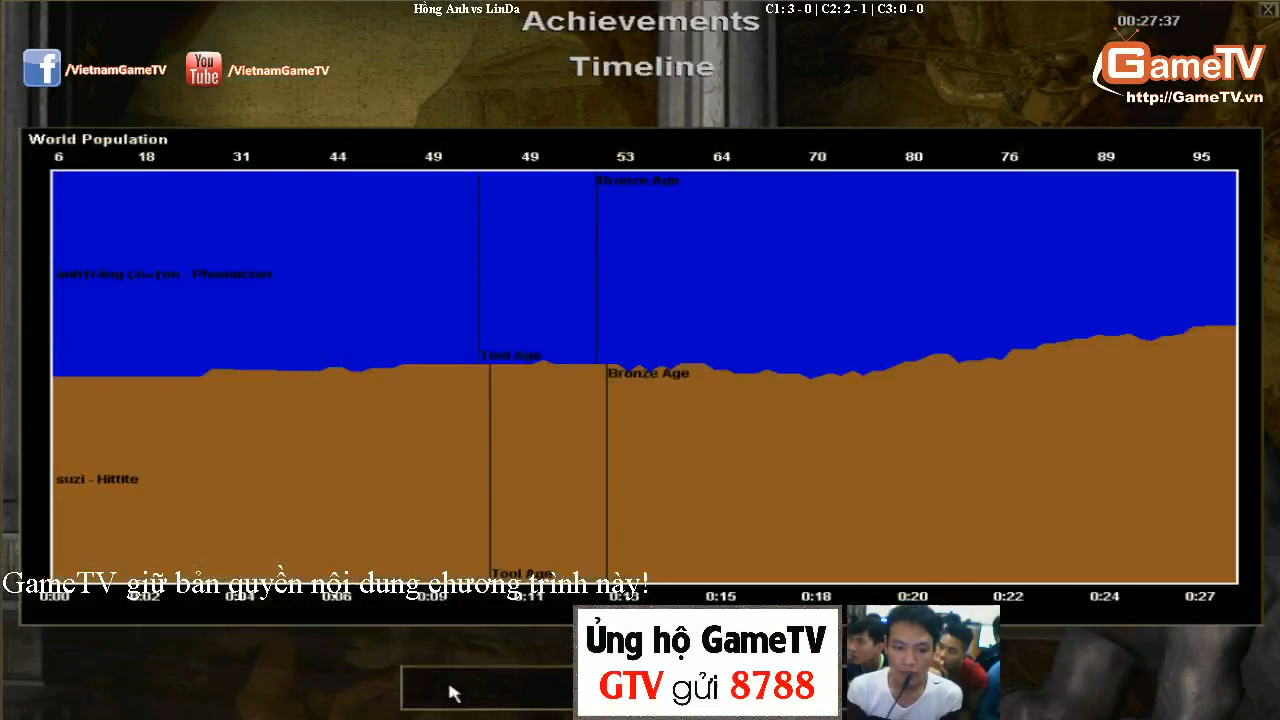 Hồng Anh vs LinDa
C1: 3 - 0 | C2: 2 - 1 | C3: 0 - 0
Achievements
00:27:37
Timeline
/VietnamGameTV
You Tube
/VietnamGameTV
GameTV
http://GameTV.vn
World Population
6 18 31 44 49 49 53 64 70 80 76 89 95
Bronze Age
- Phoenician
Tool Age
Bronze Age
suzi - Hittite
Tool Age
GameTV giữ bản quyền nội dung chương trình này!
0:00 0:02 0:04 0:06 0:09 0:11 0:13 0:15 0:18 0:20 0:22 0:24 0:27
Ủng hộ GameTV
GTV gửi 8788